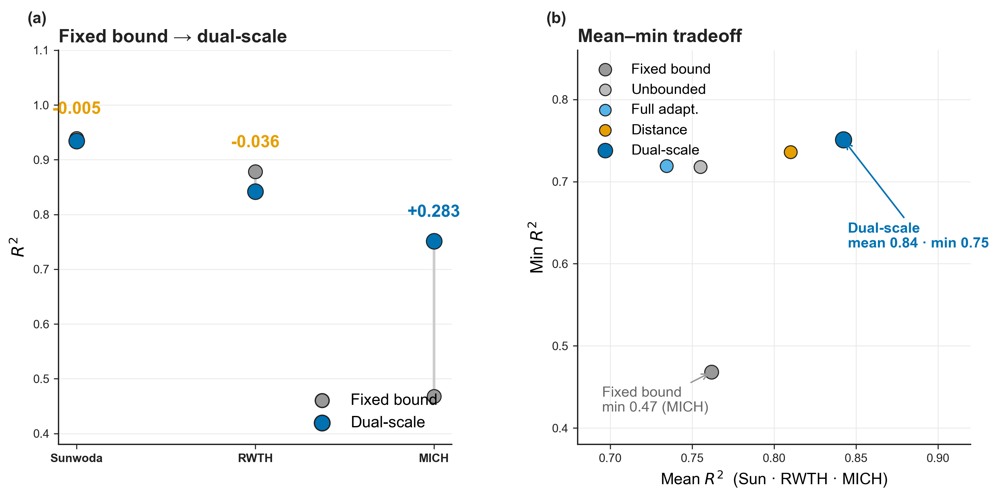 (a)
Fixed bound → dual-scale
1.1
1.0
0.9
0.8
0.7
0.6
0.5
0.4
R²
-0.005
-0.036
+0.283
Fixed bound
Dual-scale
Sunwoda
RWTH
MICH
(b)
Mean–min tradeoff
Fixed bound
Unbounded
Full adapt.
Distance
Dual-scale
0.8
0.7
0.6
0.5
0.4
Min R²
Dual-scale
mean 0.84 · min 0.75
Fixed bound
min 0.47 (MICH)
0.70
0.75
0.80
0.85
0.90
Mean R² (Sun · RWTH · MICH)